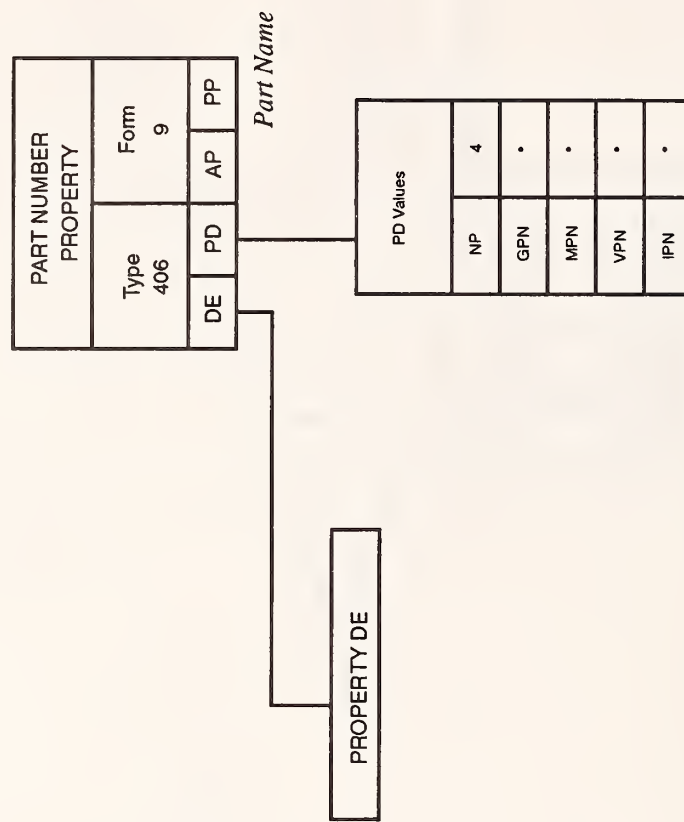 PART NUMBER
PROPERTY
Type
406
Form
9
DE PD AP PP
Part Name
PROPERTY DE
PD Values
NP 4
GPN •
MPN •
VPN •
IPN •